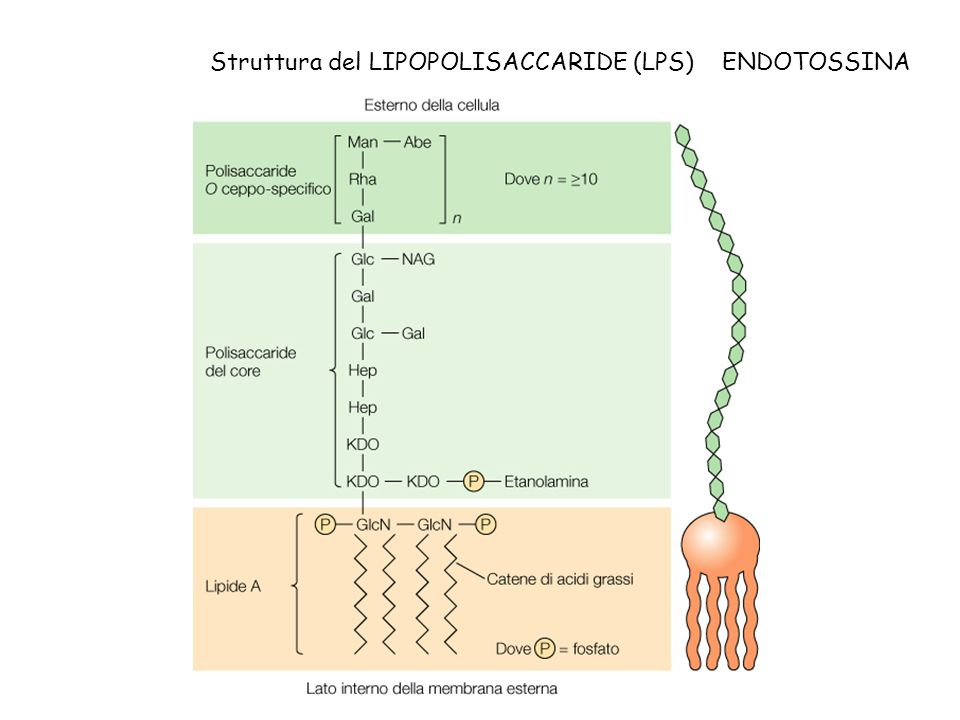 Struttura del LIPOPOLISACCARIDE (LPS) ENDOTOSSINA
Esterno della cellula
Polisaccaride
O ceppo-specifico
Man — Abe
Rha
Gal
n
Dove n = ≥10
Polisaccaride
del core
Glc — NAG
Gal
Glc — Gal
Hep
Hep
KDO
KDO — KDO — P — Etanolamina
Lipide A
P — GlcN — GlcN — P
Catene di acidi grassi
Dove P = fosfato
Lato interno della membrana esterna